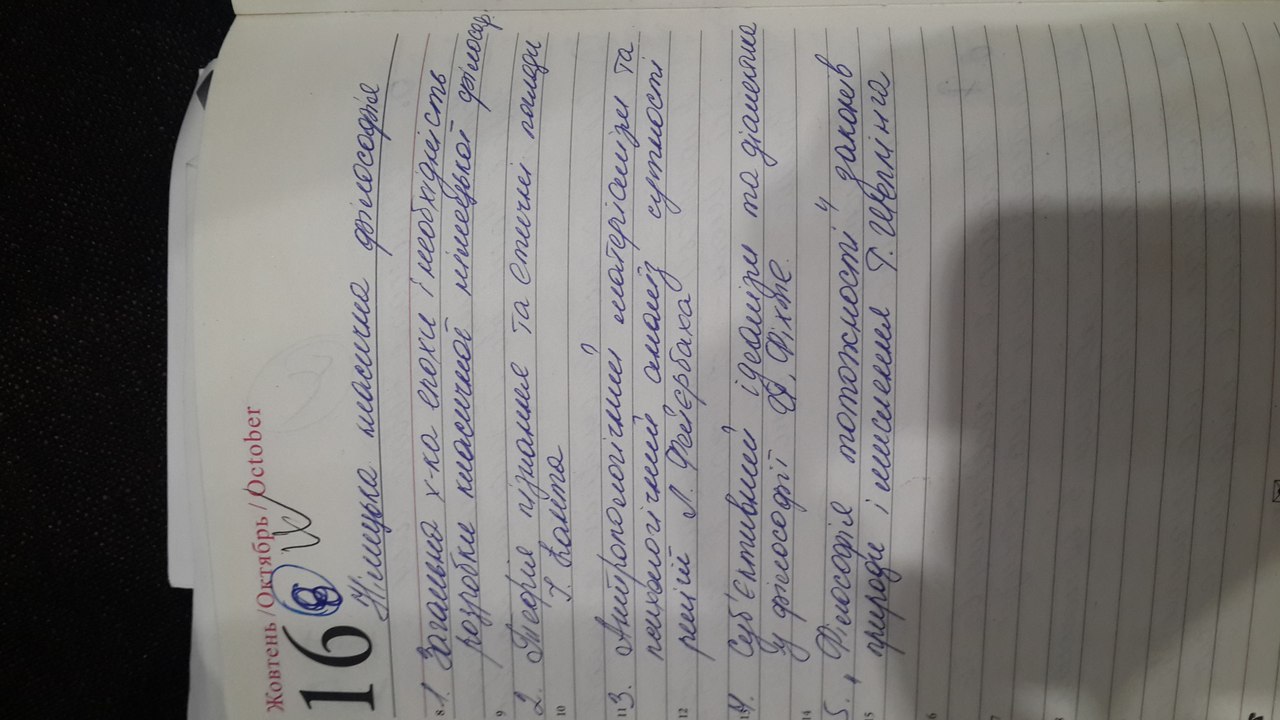 Жовтень / Октябрь / October
16
8
Німецька класична філософія
8 1. Загальна х-ка епохи і необхідність
розробки класичної німецької філософ.
9
2. Теорія пізнання та етичні погляди
10 І. Канта
11 3. Антропологічний матеріалізм та
психологічний аналіз сутності
12 релігій Л. Фейєрбаха
13 4. Суб'єктивний ідеалізм та діалектика
у філософії Ф. Фіхте.
14
5. Філософія тотожності законів
15 природи і мислення Г. Шеллінга